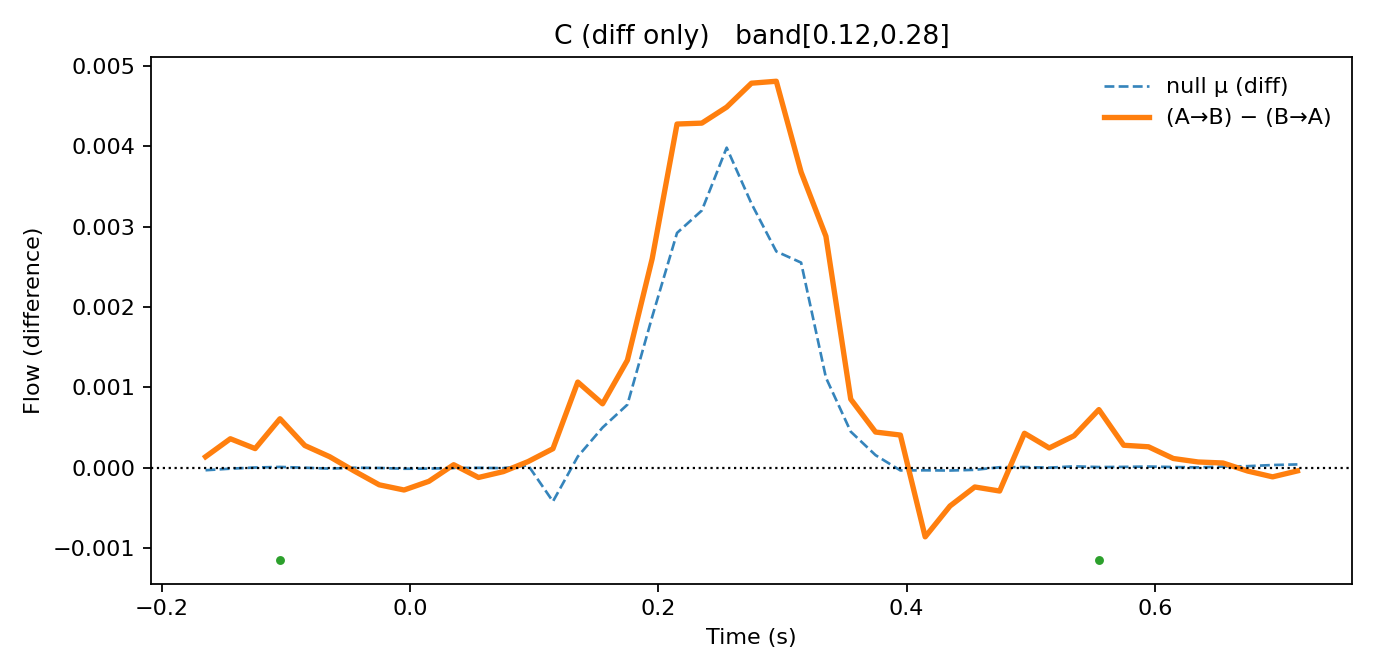 C (diff only)   band[0.12,0.28]
0.005
0.004
0.003
0.002
0.001
0.000
−0.001
Flow (difference)
null μ (diff)
(A→B) − (B→A)
−0.2 0.0 0.2 0.4 0.6
Time (s)